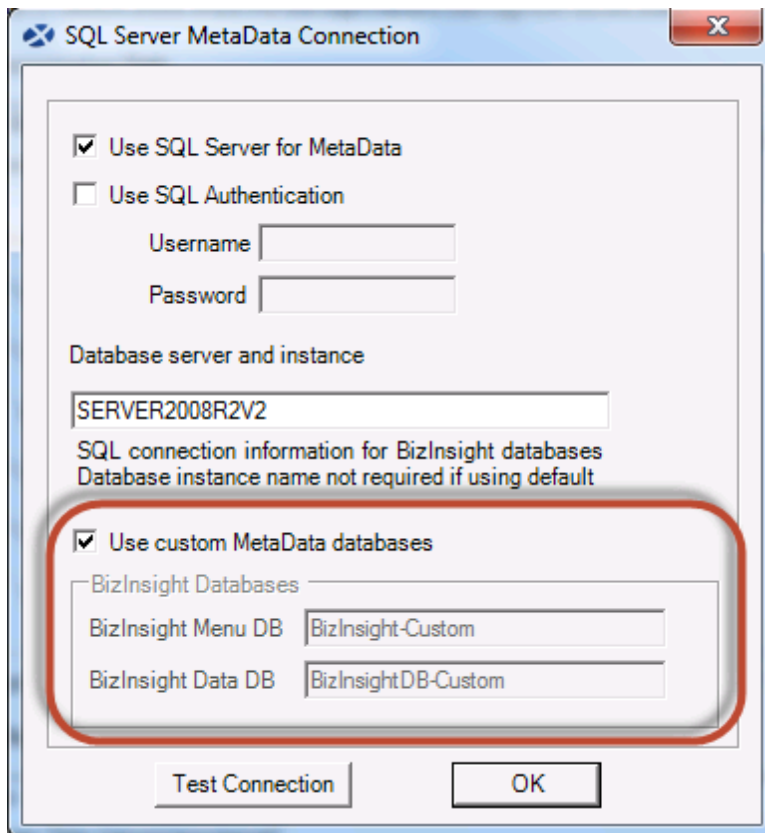 SQL Server MetaData Connection
Use SQL Server for MetaData
Use SQL Authentication
Username
Password
Database server and instance
SERVER2008R2V2
SQL connection information for BizInsight databases
Database instance name not required if using default
Use custom MetaData databases
BizInsight Databases
BizInsight Menu DB BizInsight-Custom
BizInsight Data DB BizInsightDB-Custom
Test Connection OK